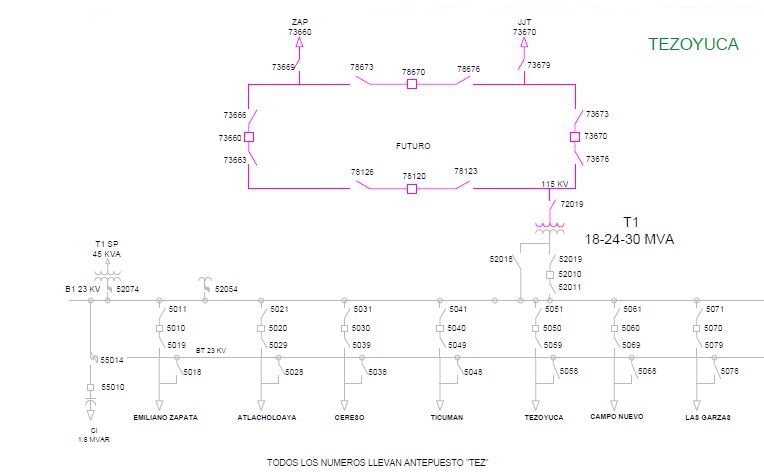 ZAP
73660
JJT
73670
TEZOYUCA
73669
78673
78670
78676
73679
73666
73660
73663
FUTURO
73673
73670
73676
78126
78120
78123
115 KV
72019
T1
18-24-30 MVA
T1 SP
45 KVA
52018
52019
52010
52011
B1 23 KV
52074
52054
5011
5021
5031
5041
5051
5061
5071
5010
5020
5030
5040
5050
5060
5070
5019
5029
5039
5049
5059
5069
5079
BT 23 KV
55014
5018
5028
5038
5048
5058
5068
5078
55010
C1
1.8 MVAR
EMILIANO ZAPATA
ATLACHOLOAYA
CERESO
TICUMAN
TEZOYUCA
CAMPO NUEVO
LAS GARZAS
TODOS LOS NUMEROS LLEVAN ANTEPUESTO "TEZ"